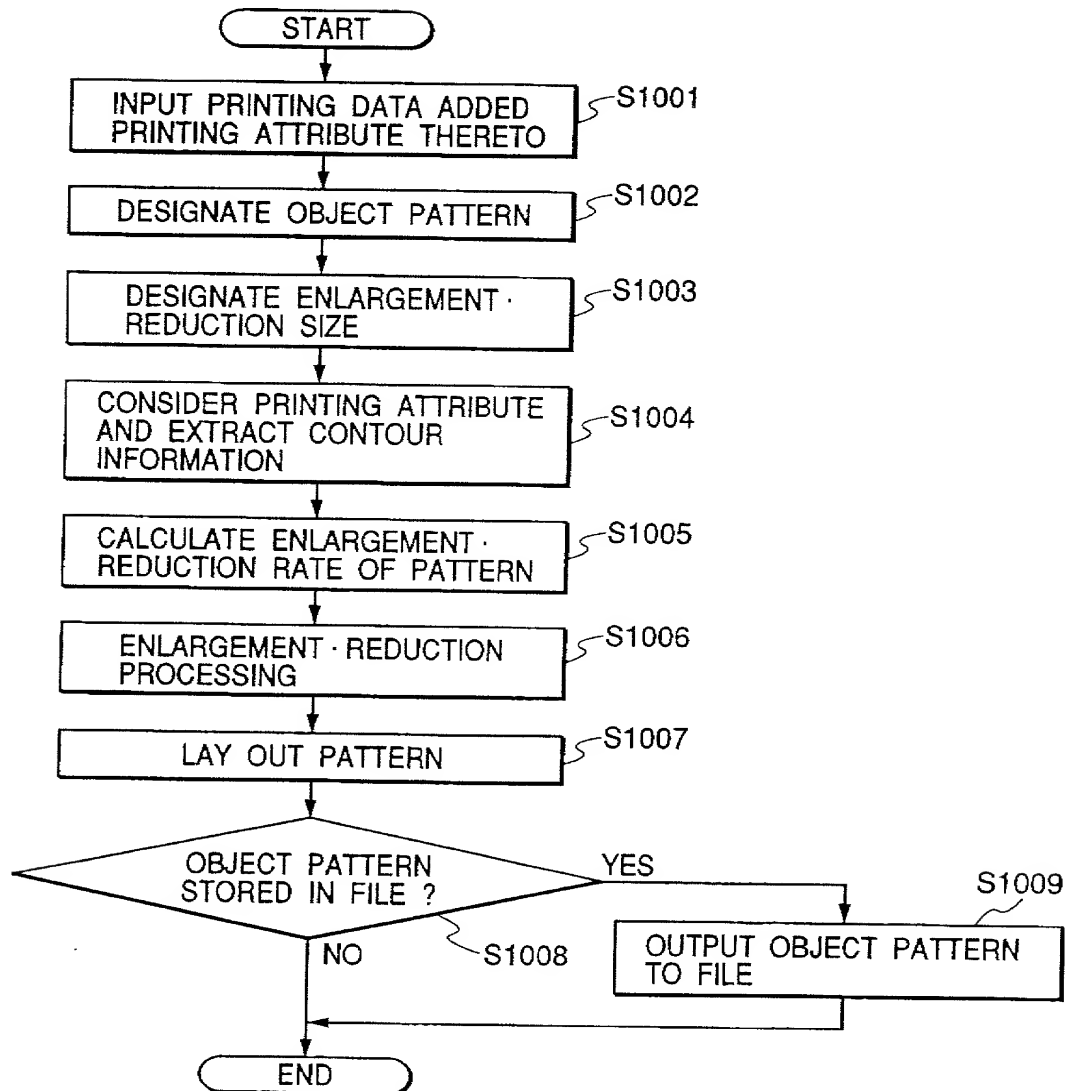 START
INPUT PRINTING DATA ADDED
PRINTING ATTRIBUTE THERETO
S1001
DESIGNATE OBJECT PATTERN
S1002
DESIGNATE ENLARGEMENT·
REDUCTION SIZE
S1003
CONSIDER PRINTING ATTRIBUTE
AND EXTRACT CONTOUR
INFORMATION
S1004
CALCULATE ENLARGEMENT·
REDUCTION RATE OF PATTERN
S1005
ENLARGEMENT·REDUCTION
PROCESSING
S1006
LAY OUT PATTERN
S1007
OBJECT PATTERN
STORED IN FILE ?
YES
S1008
NO
S1009
OUTPUT OBJECT PATTERN
TO FILE
END